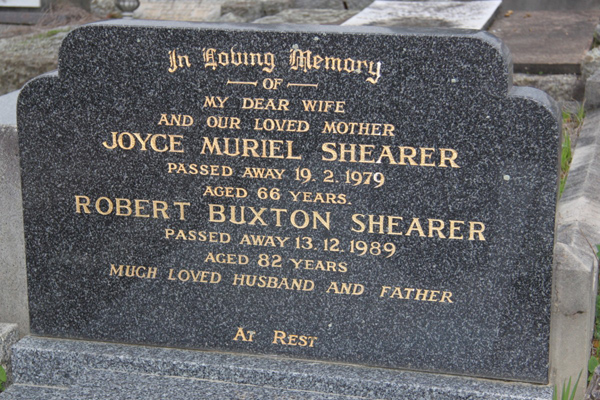 In Loving Memory
OF
MY DEAR WIFE
AND OUR LOVED MOTHER
JOYCE MURIEL SHEARER
PASSED AWAY 19. 2. 1979
AGED 66 YEARS.
ROBERT BUXTON SHEARER
PASSED AWAY 13. 12. 1989
AGED 82 YEARS
MUCH LOVED HUSBAND AND FATHER
AT REST